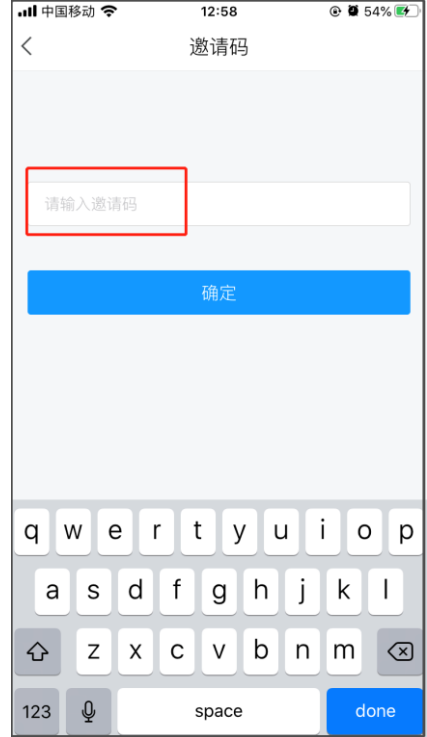 中国移动 12:58 54%
邀请码
请输入邀请码
确定
q w e r t y u i o p
a s d f g h j k l
z x c v b n m
123 space done